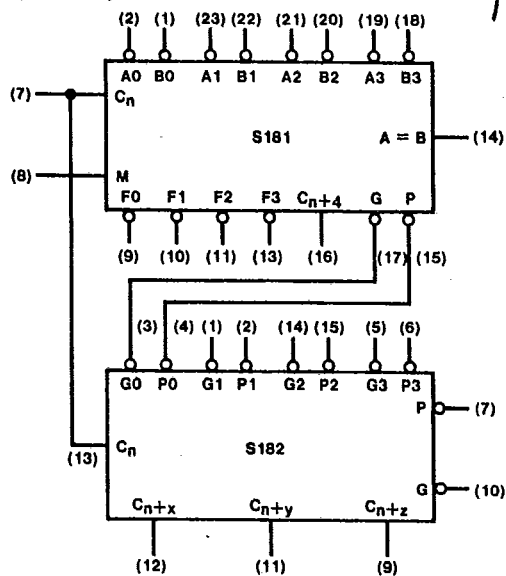 (2) (1) (23) (22) (21) (20) (19) (18)
A0 B0 A1 B1 A2 B2 A3 B3
(7) Cn
S181 A = B (14)
(8) M
F0 F1 F2 F3 Cn+4 G P
(9) (10) (11) (13) (16) (17) (15)
(3) (4) (1) (2) (14) (15) (5) (6)
G0 P0 G1 P1 G2 P2 G3 P3
P (7)
(13) Cn S182
G (10)
Cn+x Cn+y Cn+z
(12) (11) (9)